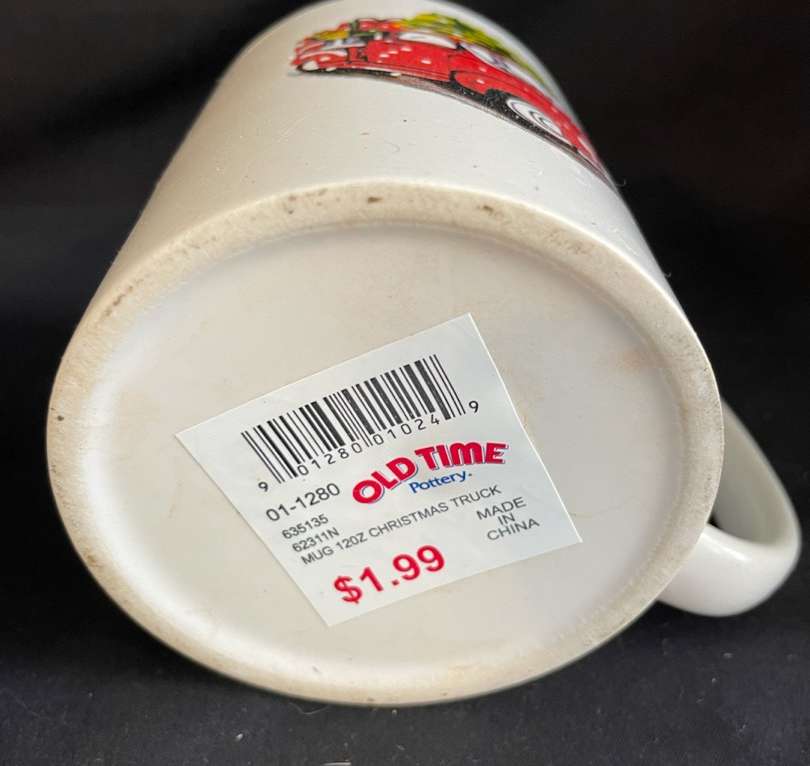 9 01280 01024 9
01-1280
OLD TIME
Pottery
635135
62311N
MUG 12OZ CHRISTMAS TRUCK
MADE
IN
CHINA
$1.99